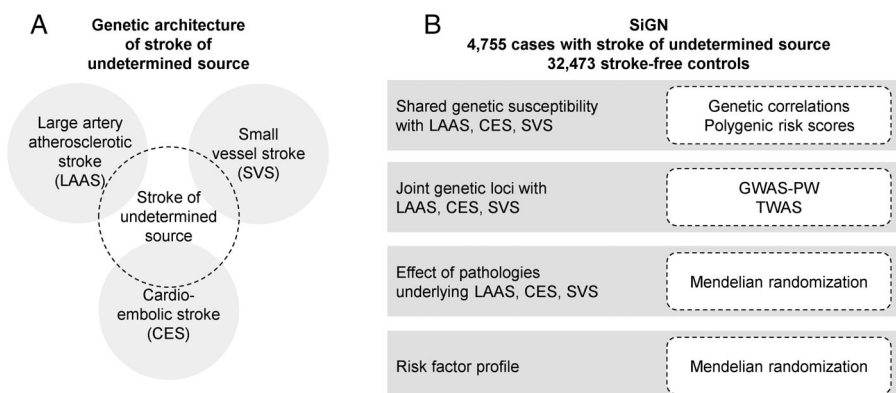 A
Genetic architecture
of stroke of
undetermined source
Large artery
atherosclerotic
stroke
(LAAS)
Small
vessel stroke
(SVS)
Stroke of
undetermined
source
Cardio-
embolic stroke
(CES)
B
SiGN
4,755 cases with stroke of undetermined source
32,473 stroke-free controls
Shared genetic susceptibility
with LAAS, CES, SVS
Genetic correlations
Polygenic risk scores
Joint genetic loci with
LAAS, CES, SVS
GWAS-PW
TWAS
Effect of pathologies
underlying LAAS, CES, SVS
Mendelian randomization
Risk factor profile
Mendelian randomization